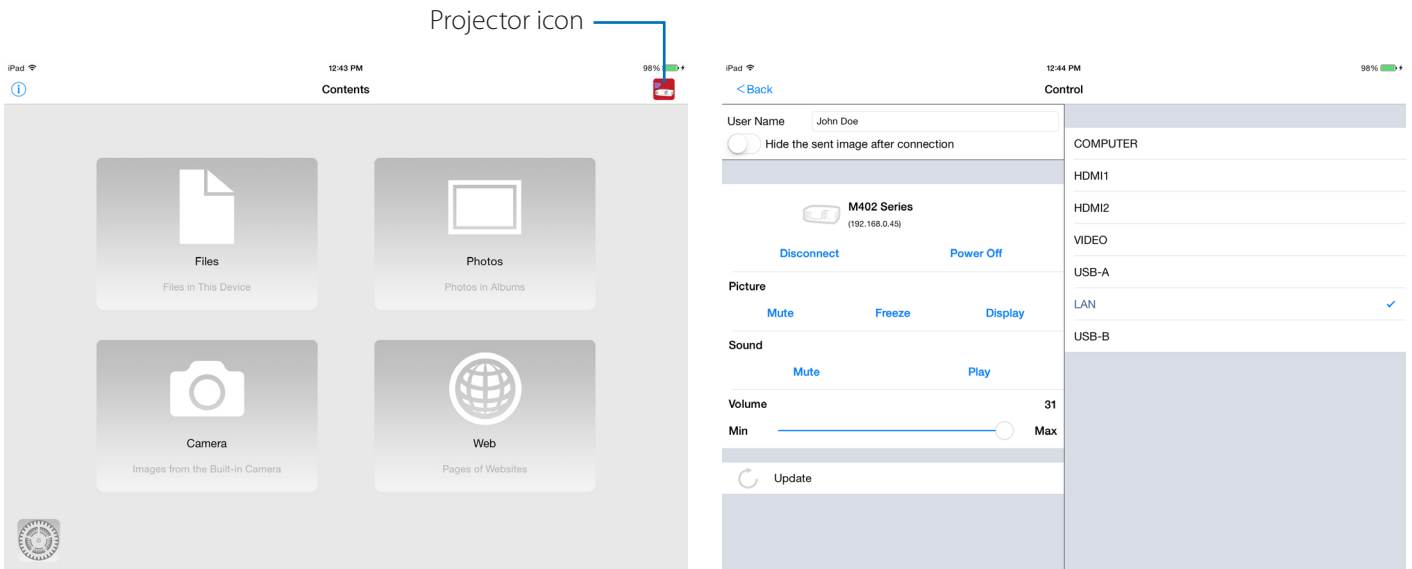 Projector icon
iPad
12:43 PM
98%
Contents
Files
Files in This Device
Photos
Photos in Albums
Camera
Images from the Built-in Camera
Web
Pages of Websites
iPad
12:44 PM
98%
<Back
Control
User Name
John Doe
Hide the sent image after connection
M402 Series
(192.168.0.45)
Disconnect
Power Off
Picture
Mute
Freeze
Display
Sound
Mute
Play
Volume
31
Min
Max
Update
COMPUTER
HDMI1
HDMI2
VIDEO
USB-A
LAN
USB-B